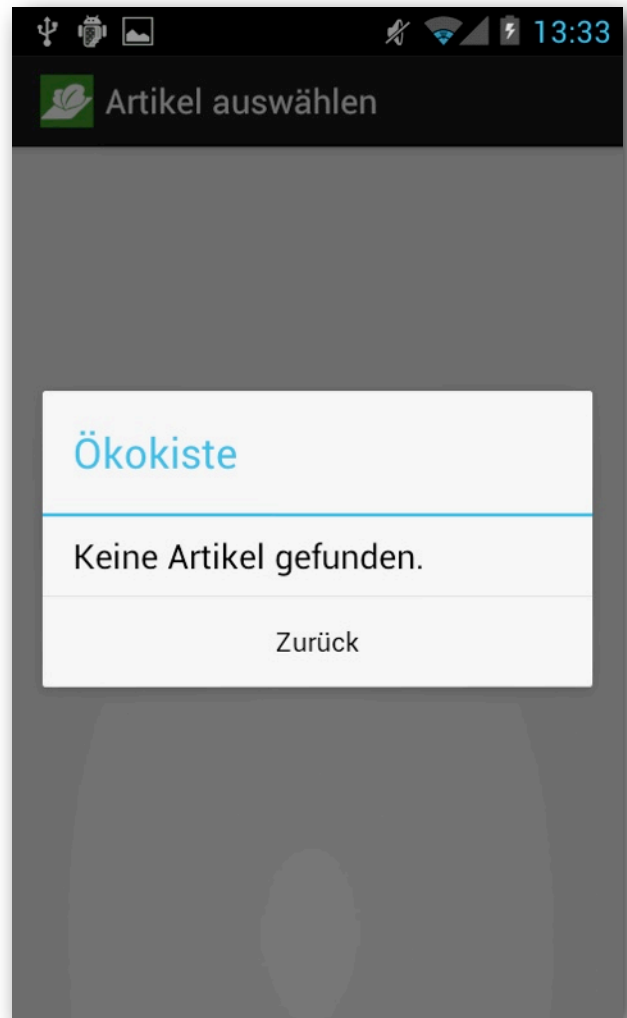 13:33
Artikel auswählen
Ökokiste
Keine Artikel gefunden.
Zurück